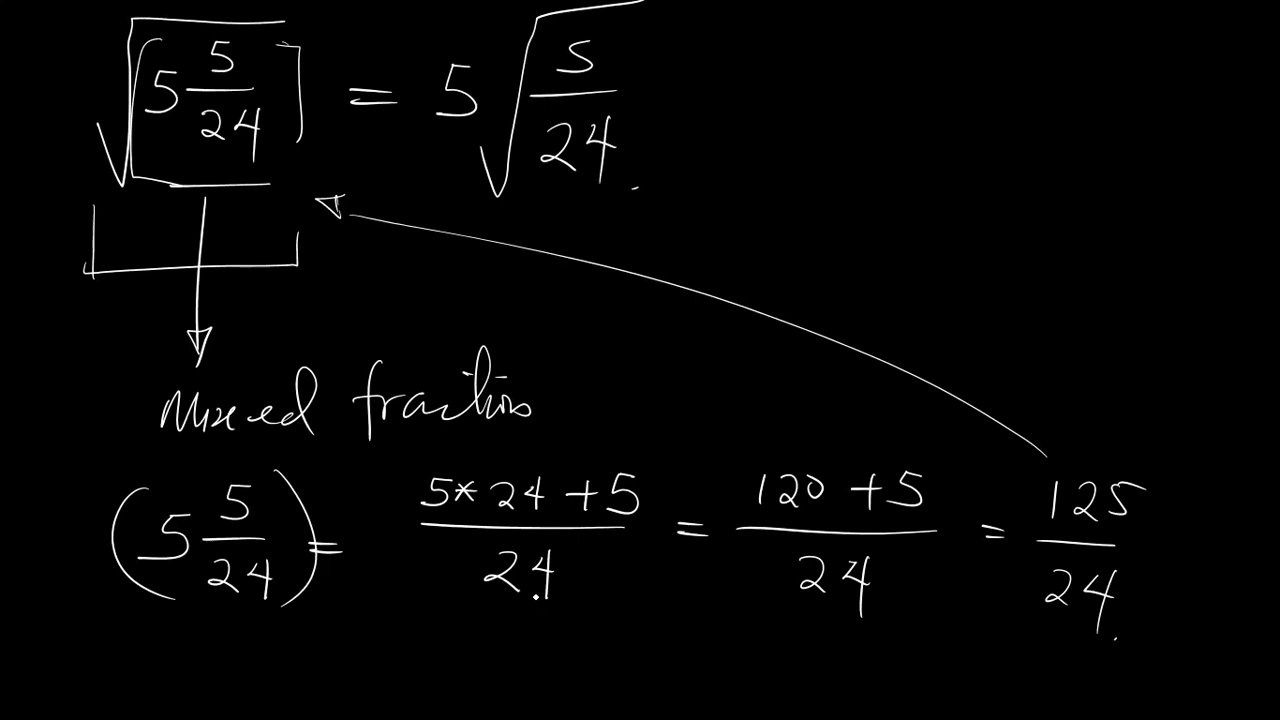 √[5 5/24] = 5 √5/24
Mixed fraction
(5 5/24) = (5*24+5)/24 = (120+5)/24 = 125/24